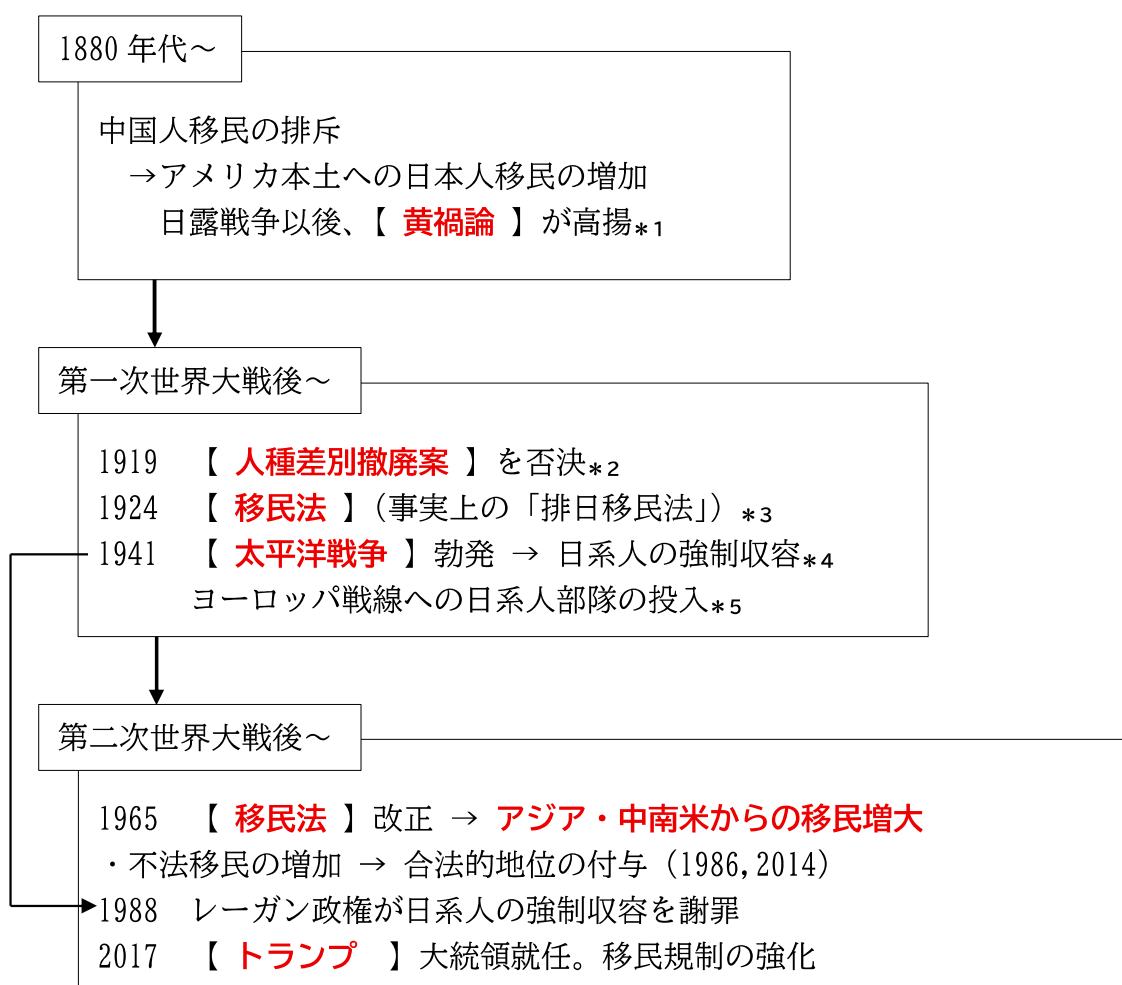 1880 年代～
中国人移民の排斥
→アメリカ本土への日本人移民の増加
日露戦争以後、【 黄禍論 】が高揚*1
第一次世界大戦後～
1919 【 人種差別撤廃案 】を否決*2
1924 【 移民法 】（事実上の「排日移民法」）*3
1941 【 太平洋戦争 】勃発 → 日系人の強制収容*4
ヨーロッパ戦線への日系人部隊の投入*5
第二次世界大戦後～
1965 【 移民法 】改正 → アジア・中南米からの移民増大
・不法移民の増加 → 合法的地位の付与（1986,2014）
1988 レーガン政権が日系人の強制収容を謝罪
2017 【 トランプ 】大統領就任。移民規制の強化